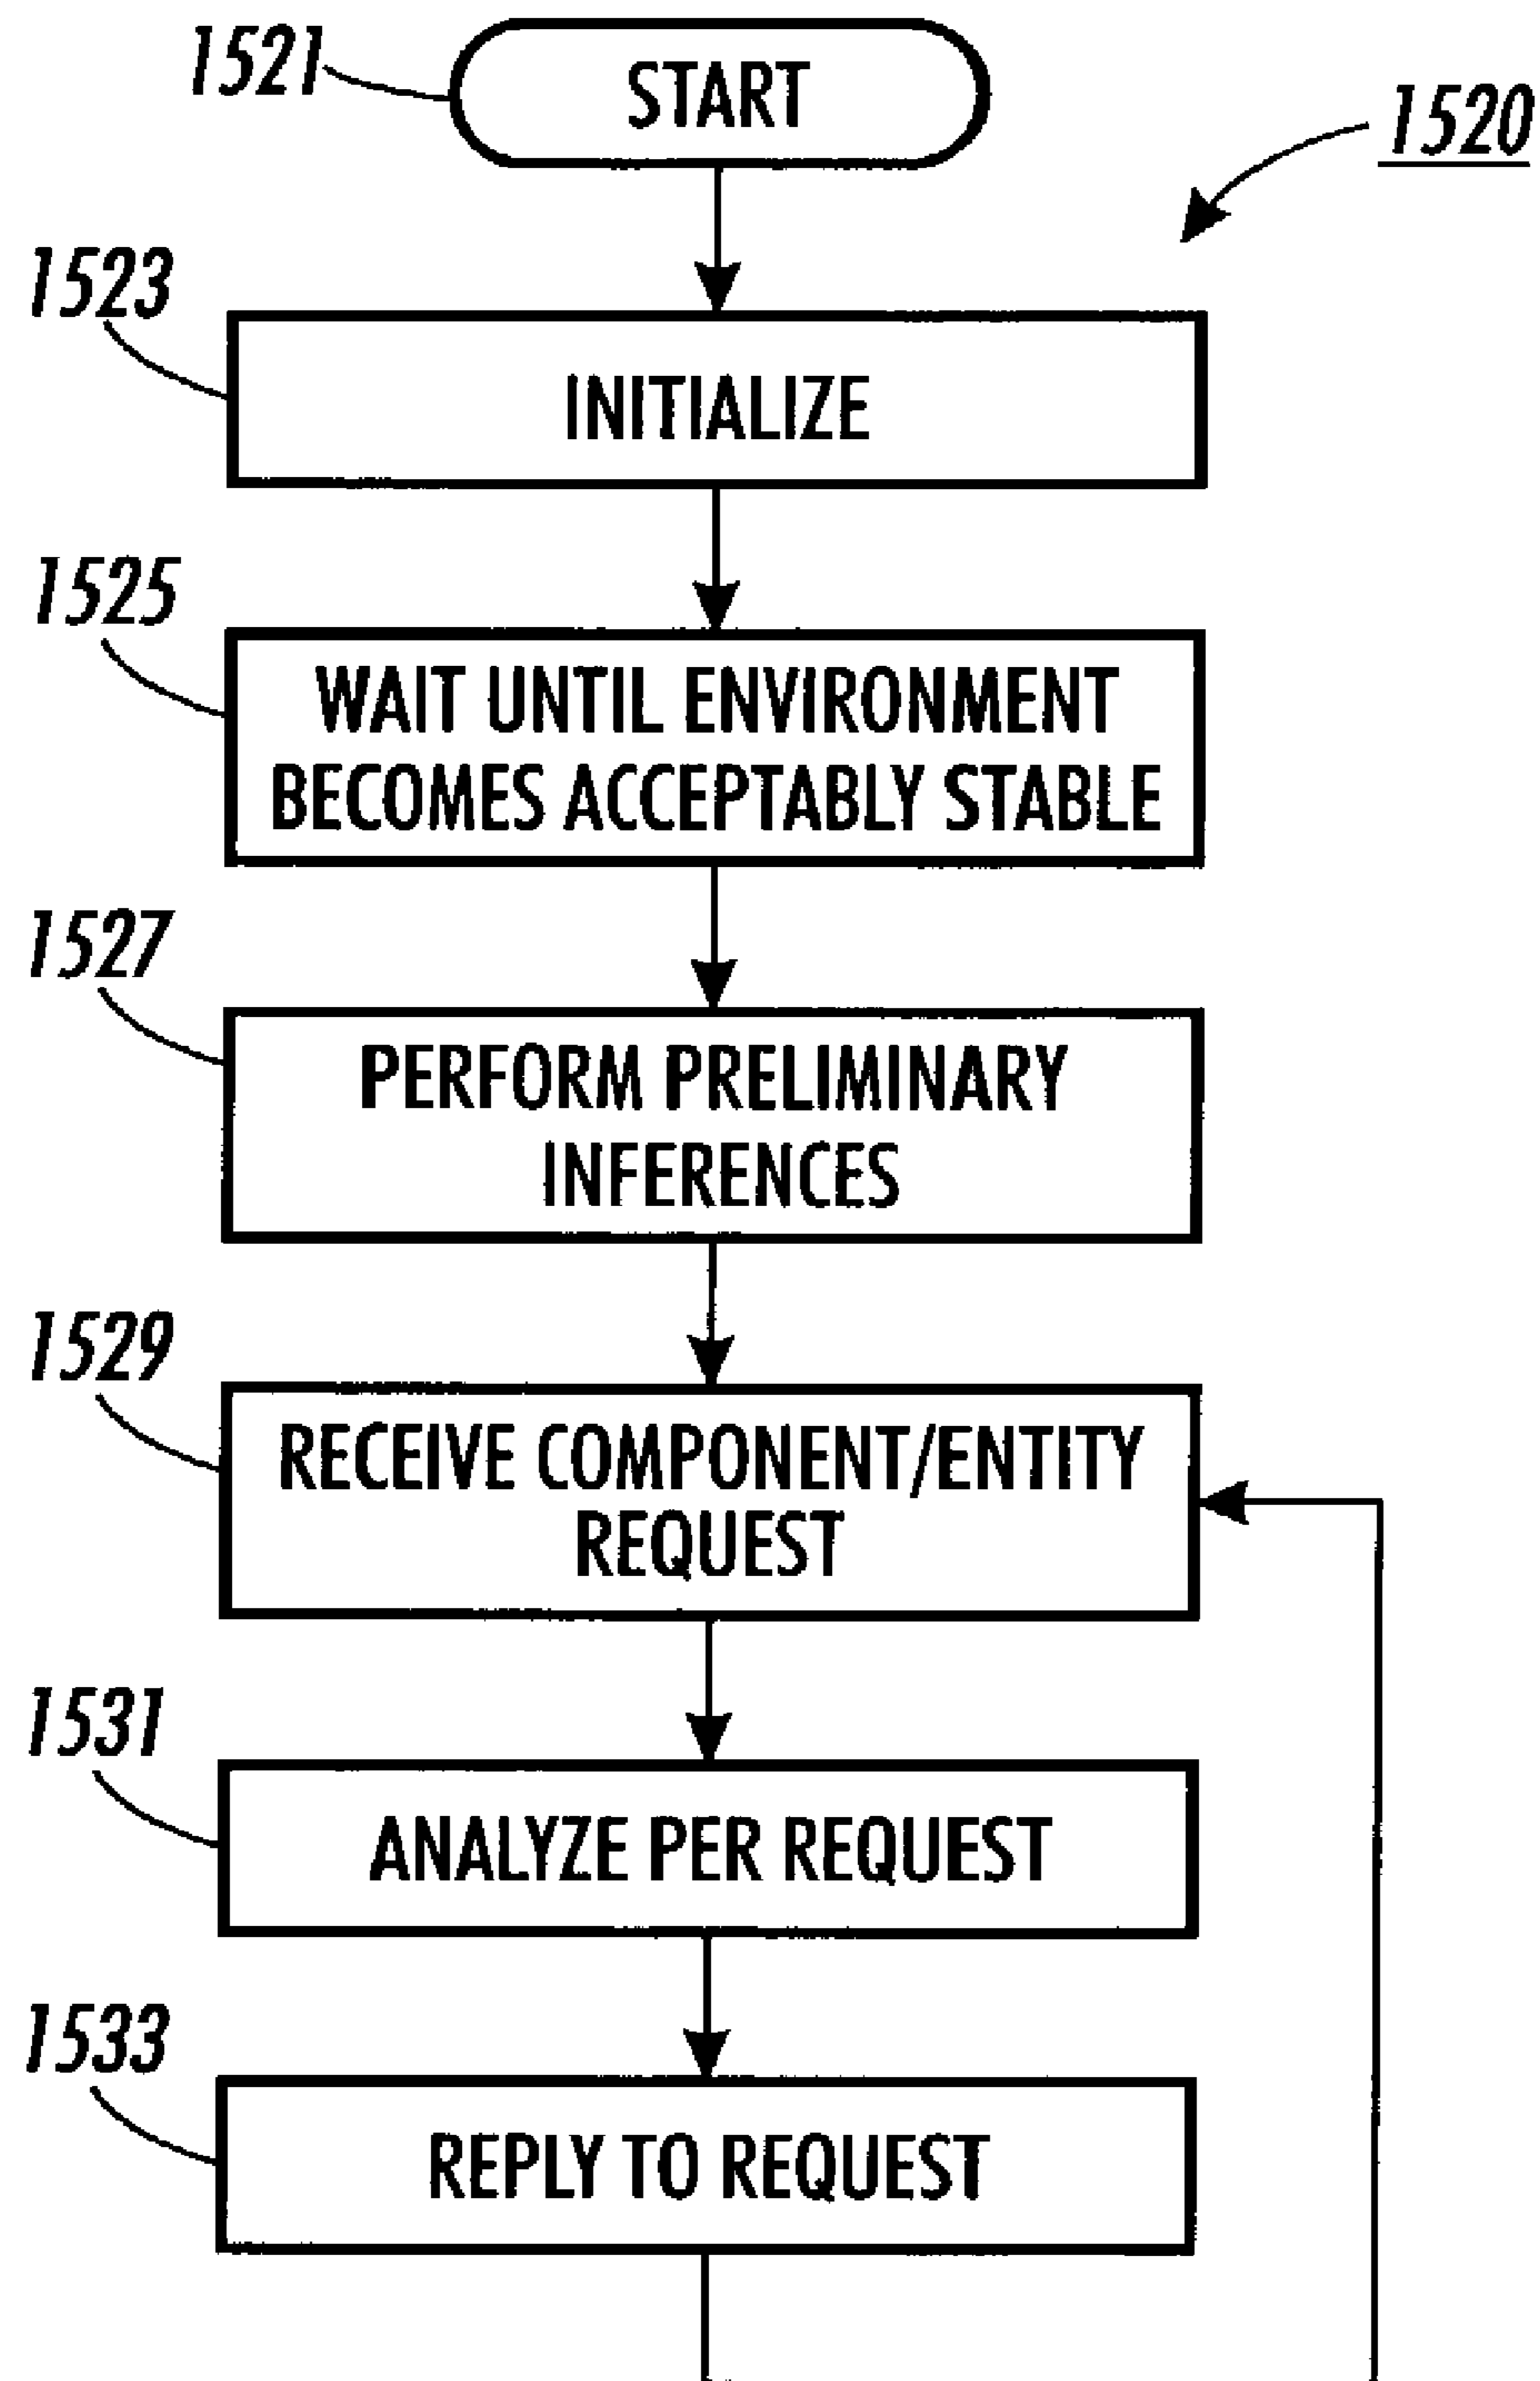 1521
START
1520
1523
INITIALIZE
1525
WAIT UNTIL ENVIRONMENT
BECOMES ACCEPTABLY STABLE
1527
PERFORM PRELIMINARY
INFERENCES
1529
RECEIVE COMPONENT/ENTITY
REQUEST
1531
ANALYZE PER REQUEST
1533
REPLY TO REQUEST